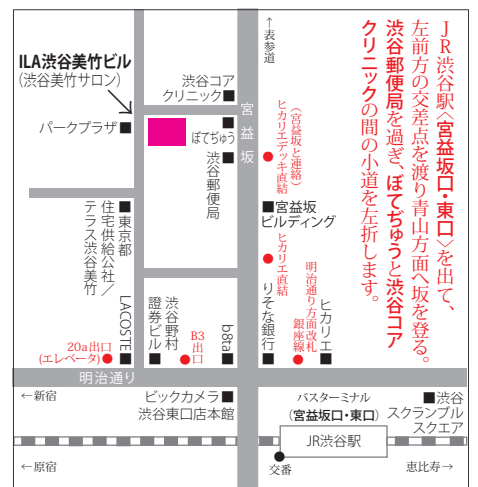 JR渋谷駅〈宮益坂口・東口〉を出て、
左前方の交差点を渡り青山方面へ坂を登る。
渋谷郵便局を過ぎ、ぼてぢゅうと渋谷コア
クリニックの間の小道を左折します。
←表参道
ILA渋谷美竹ビル
(渋谷美竹サロン)
渋谷コア
クリニック■
パークプラザ■
■
ぼてぢゅう
宮益坂
渋谷郵便局■
(宮益坂と連絡)
ヒカリエデッキ直結
■宮益坂
ビルディング
ヒカリエ直結
■東京都
住宅供給公社／
テラス渋谷美竹
LACOSTE■
20a出口
(エレベータ)
渋谷野村
證券ビル■
B3
出口
b8ta■
りそな銀行■
明治通り方面改札
銀座線
ヒカリエ■
明治通り
←新宿
ビックカメラ■
渋谷東口店本館
バスターミナル
(宮益坂口・東口)
■渋谷
スクランブル
スクエア
JR渋谷駅
←原宿
交番
恵比寿→